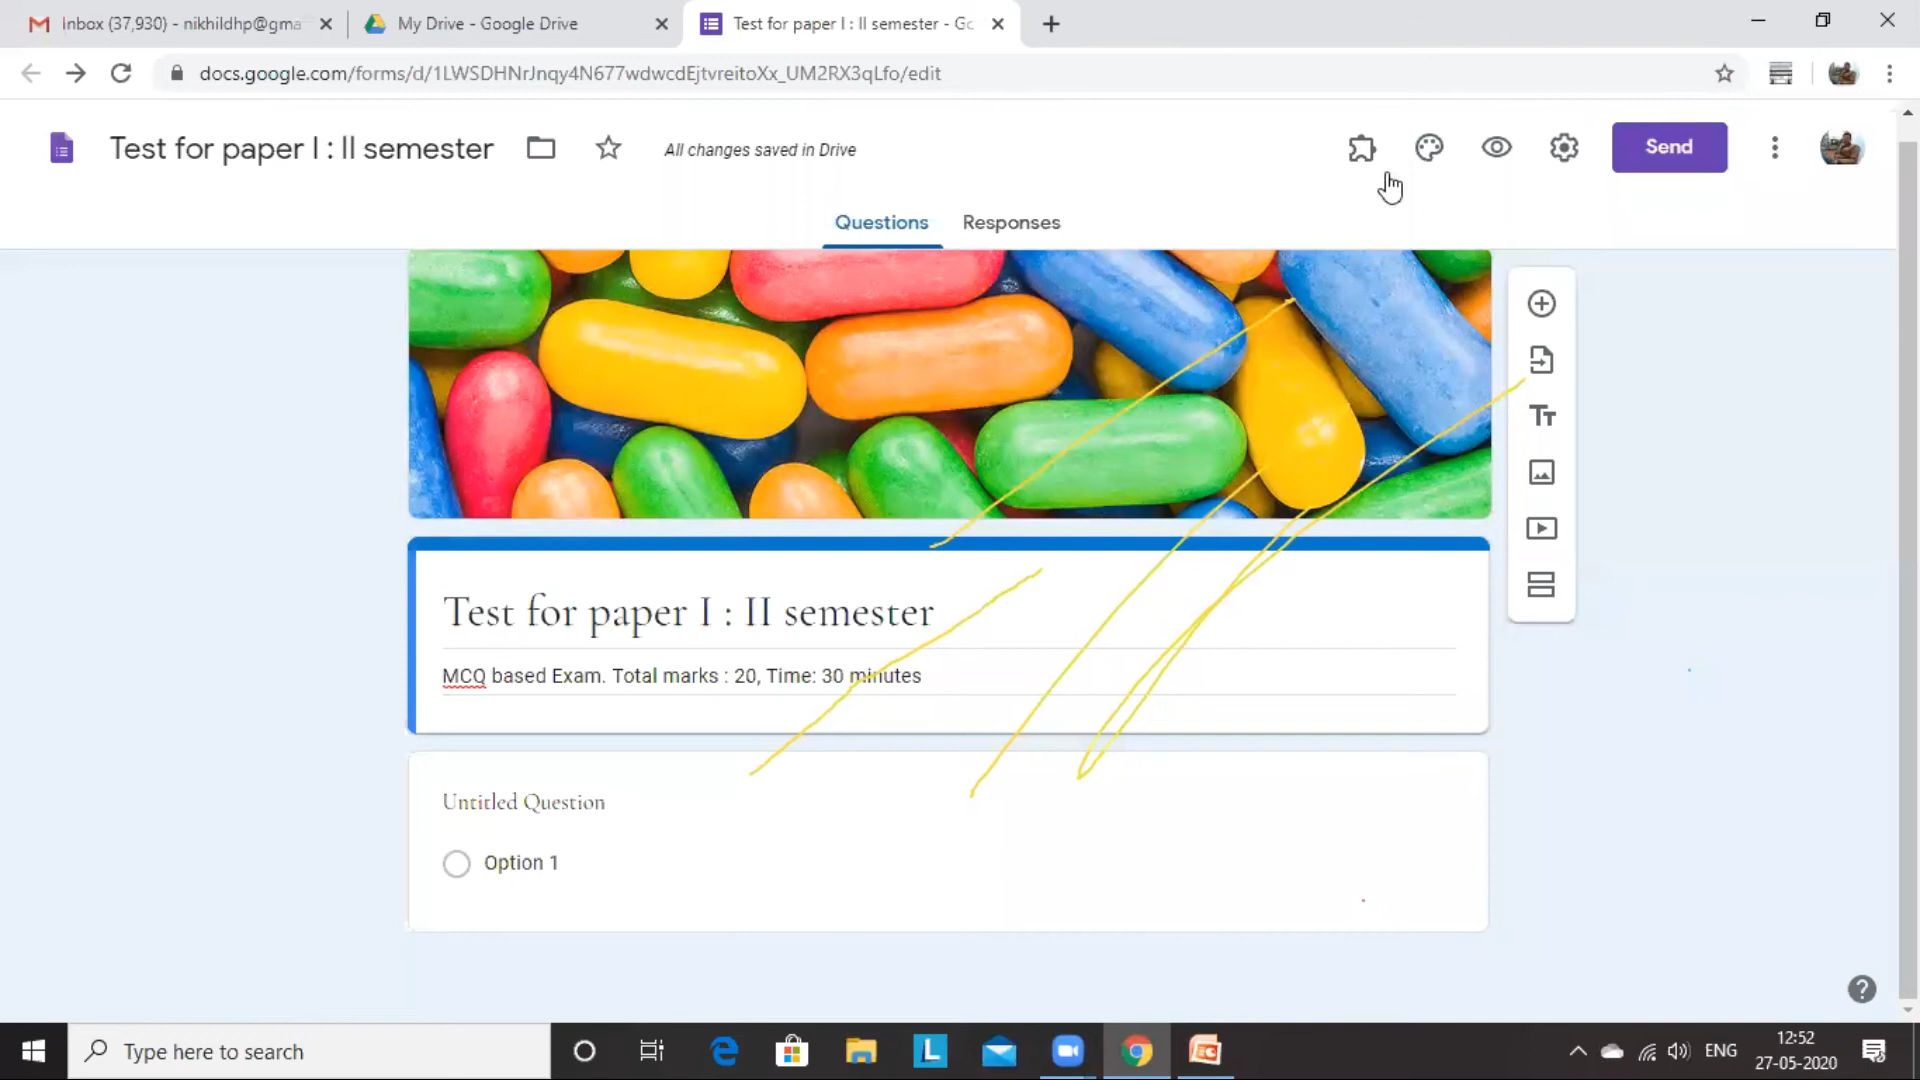 Inbox (37,930) - nikhildhp@gma
My Drive - Google Drive
Test for paper I : II semester - Go
docs.google.com/forms/d/1LWSDHNrJnqy4N677wdwcdEjtvreitoXx_UM2RX3qLfo/edit
Test for paper I : II semester
All changes saved in Drive
Send
Questions
Responses
Test for paper I : II semester
MCQ based Exam. Total marks : 20, Time: 30 minutes
Untitled Question
Option 1
Type here to search
ENG
12:52
27-05-2020